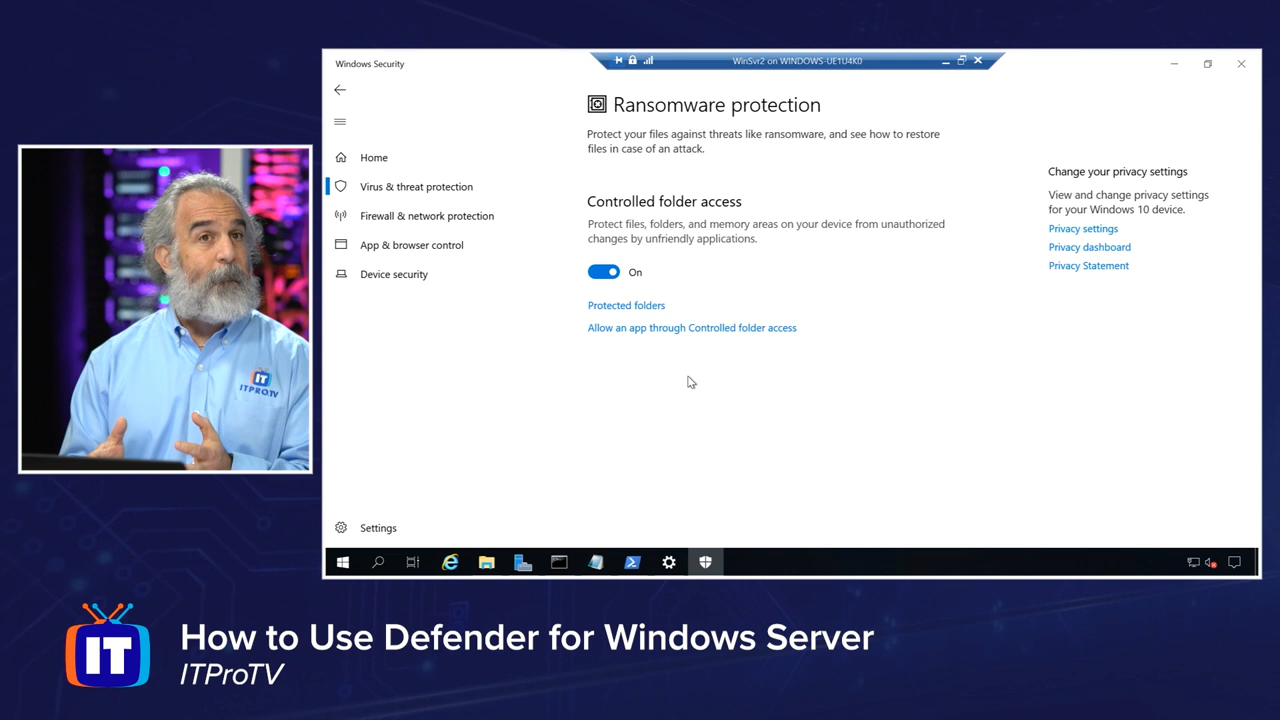 Windows Security
WinSvr2 on WINDOWS-UE1U4K0
Ransomware protection
Protect your files against threats like ransomware, and see how to restore
files in case of an attack.
Home
Virus & threat protection
Firewall & network protection
App & browser control
Device security
Settings
Controlled folder access
Protect files, folders, and memory areas on your device from unauthorized
changes by unfriendly applications.
On
Protected folders
Allow an app through Controlled folder access
Change your privacy settings
View and change privacy settings
for your Windows 10 device.
Privacy settings
Privacy dashboard
Privacy Statement
IT
ITPRO.TV
IT
How to Use Defender for Windows Server
ITProTV